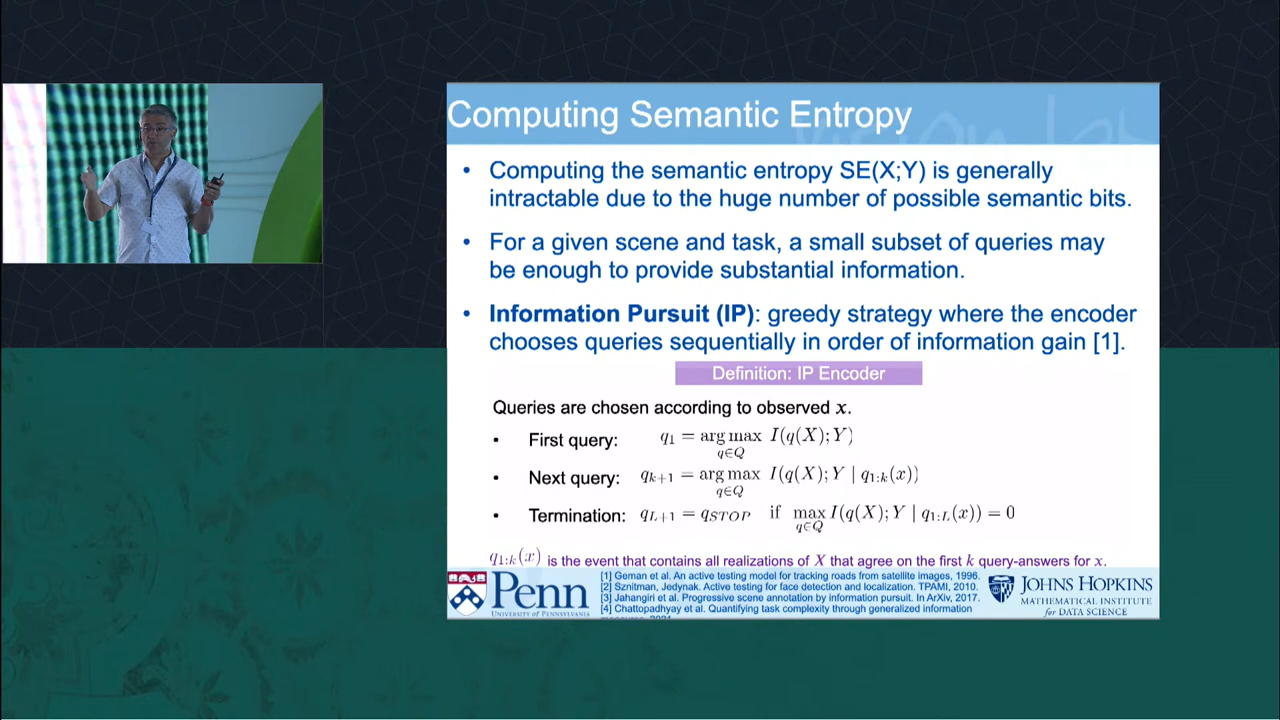 Computing Semantic Entropy
• Computing the semantic entropy SE(X;Y) is generally
intractable due to the huge number of possible semantic bits.
• For a given scene and task, a small subset of queries may
be enough to provide substantial information.
• Information Pursuit (IP): greedy strategy where the encoder
chooses queries sequentially in order of information gain [1].
Definition: IP Encoder
Queries are chosen according to observed x.
• First query: q₁ = arg max I(q(X); Y)
q∈Q
• Next query: qₖ₊₁ = arg max I(q(X); Y | q₁:ₖ(x))
q∈Q
• Termination: q_{L+1} = q_{STOP} if max I(q(X); Y | q_{1:L}(x)) = 0
q∈Q
q₁:ₖ(x) is the event that contains all realizations of X that agree on the first k query-answers for x.
Penn
UNIVERSITY OF PENNSYLVANIA
[1] Geman et al. An active testing model for tracking roads from satellite images, 1996.
[2] Sznitman, Jedynak. Active testing for face detection and localization. TPAMI, 2010.
[3] Jahangiri et al. Progressive scene annotation by information pursuit. In ArXiv, 2017.
[4] Chattopadhyay et al. Quantifying task complexity through generalized information
JOHNS HOPKINS
MATHEMATICAL INSTITUTE
for DATA SCIENCE